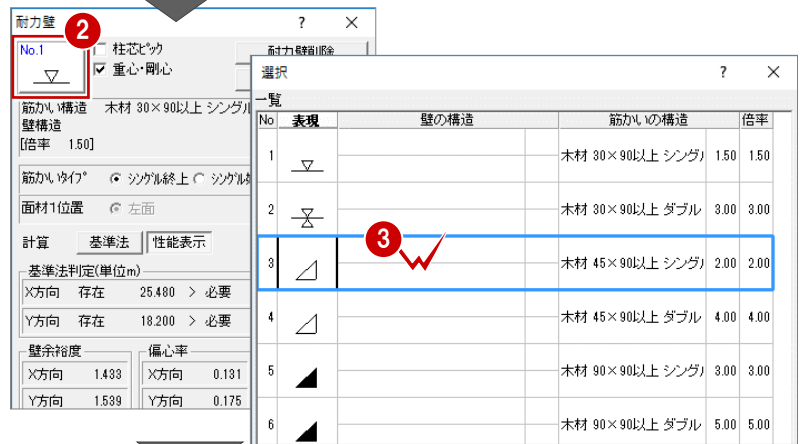 耐力壁 ? ×
2
No.1
柱芯ピック
重心・剛心
耐力壁削除
筋かい構造 木材 30×90以上 シングル
壁構造
[倍率 1.50]
筋かいタイプ シングル終上 シングル
面材1位置 左面
計算 基準法 性能表示
基準法判定(単位m)
X方向 存在 25.480 > 必要
Y方向 存在 18.200 > 必要
壁余裕度 偏心率
X方向 1.433 X方向 0.131
Y方向 1.539 Y方向 0.175
選択 ? ×
一覧
No 表現 壁の構造 筋かいの構造 倍率
1 木材 30×90以上 シング 1.50 1.50
2 木材 30×90以上 ダブル 3.00 3.00
3
3 木材 45×90以上 シング 2.00 2.00
4 木材 45×90以上 ダブル 4.00 4.00
5 木材 90×90以上 シング 3.00 3.00
6 木材 90×90以上 ダブル 5.00 5.00